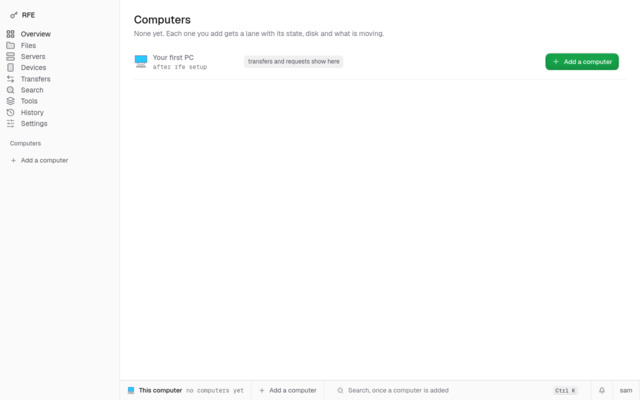 RFE
Overview
Files
Servers
Devices
Transfers
Search
Tools
History
Settings
Computers
Add a computer
Computers
None yet. Each one you add gets a lane with its state, disk and what is moving.
Your first PC
after rfe setup
transfers and requests show here
Add a computer
This computer no computers yet
Add a computer
Search, once a computer is added
Ctrl K
sam